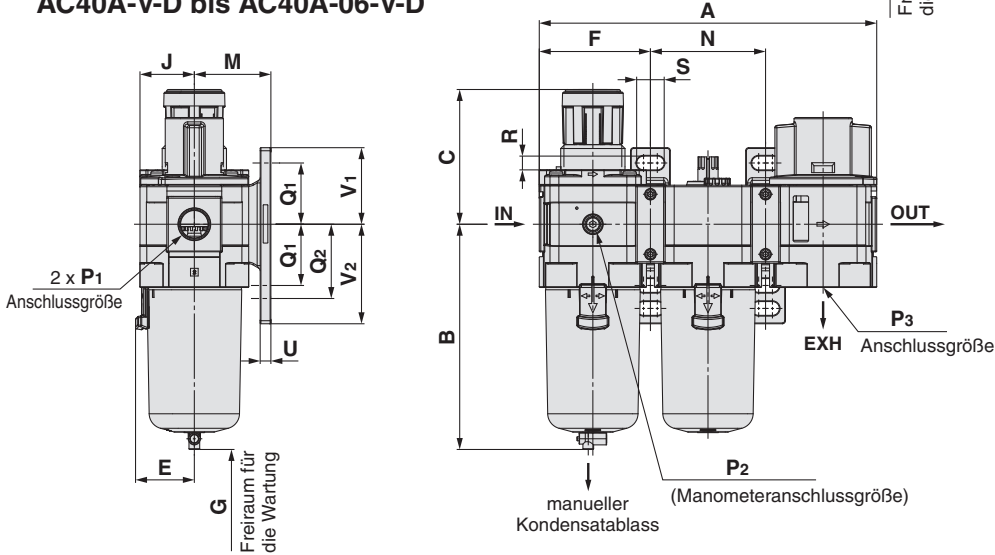 AC40A-V-D bis AC40A-06-V-D
A
F
N
J
M
S
R
C
V1
Q1
IN
OUT
Q1
Q2
V2
2 x P1
Anschlussgröße
B
P3
Anschlussgröße
EXH
U
E
G
Freiraum für
die Wartung
P2
(Manometeranschlussgröße)
manueller
Kondensatablass